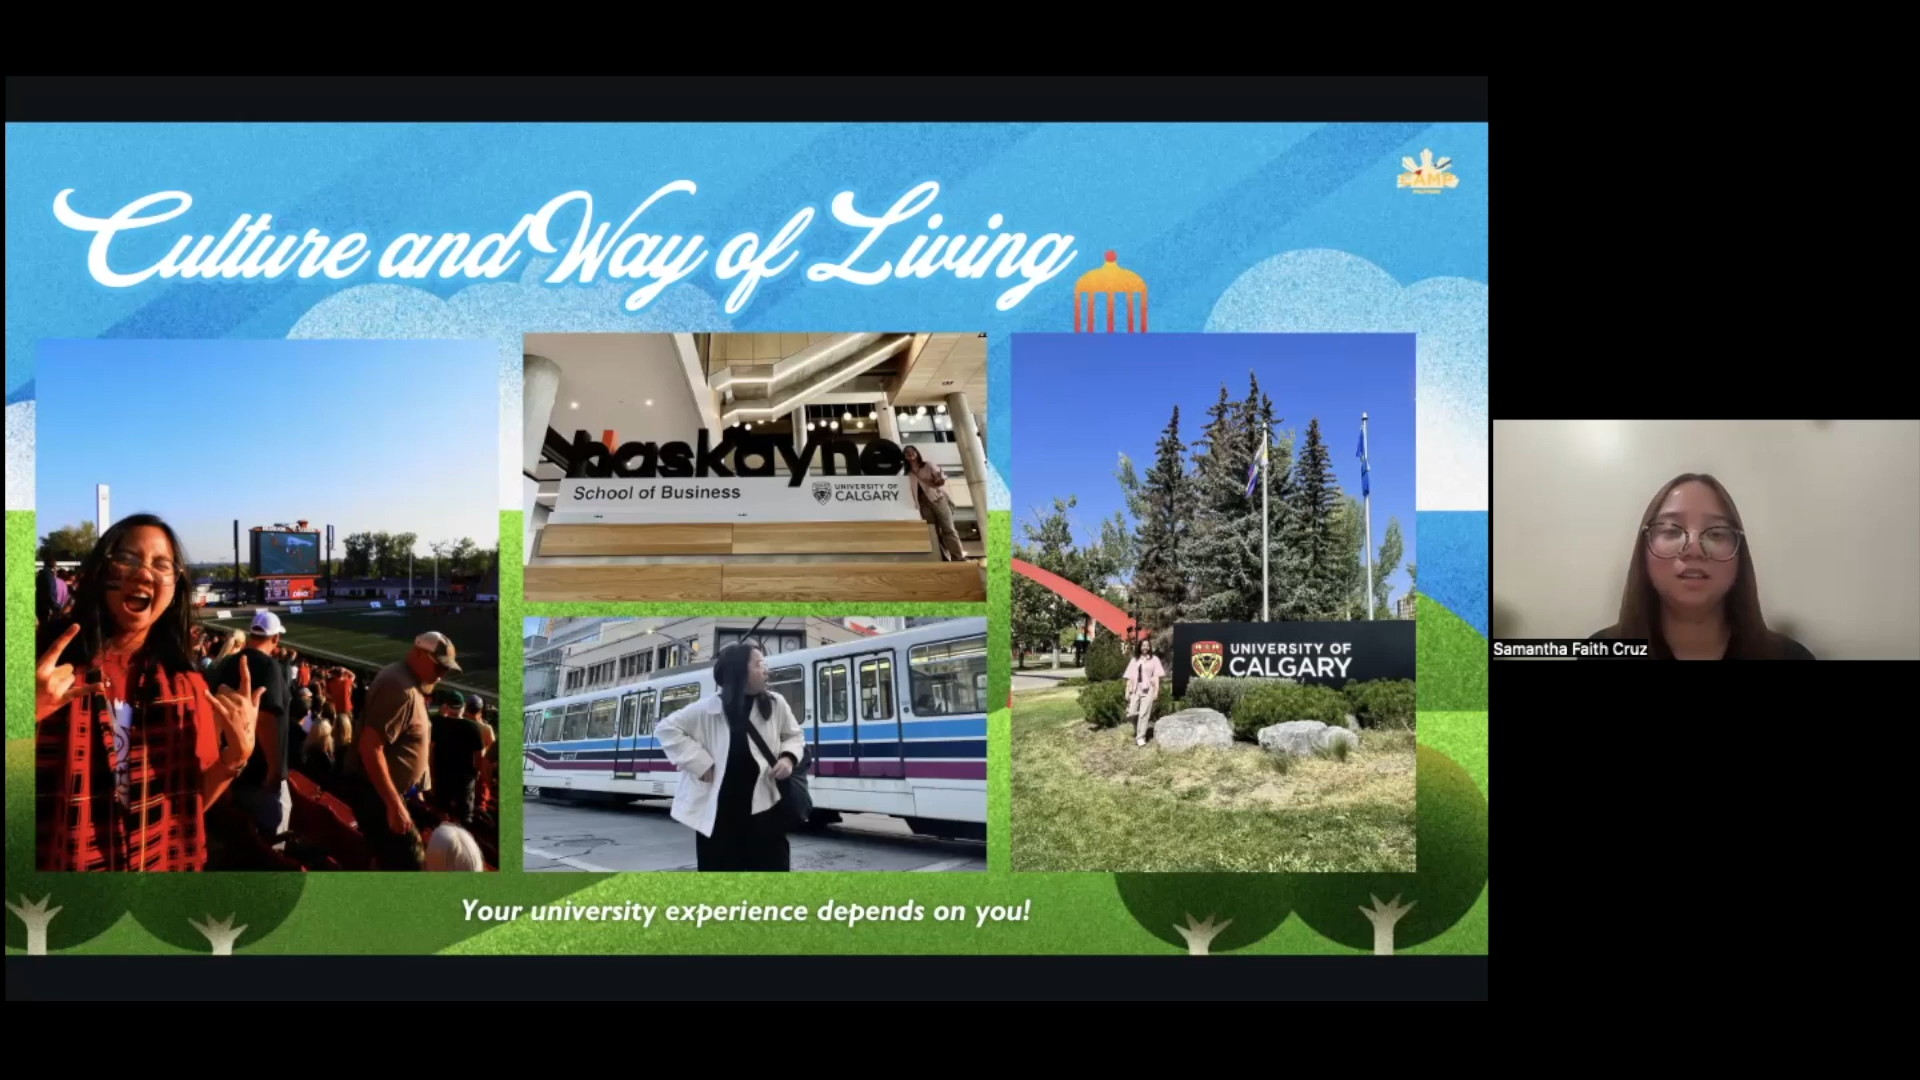 Culture and Way of Living
CAMP
haskayne
School of Business
UNIVERSITY OF
CALGARY
UNIVERSITY OF
CALGARY
Samantha Faith Cruz
Your university experience depends on you!